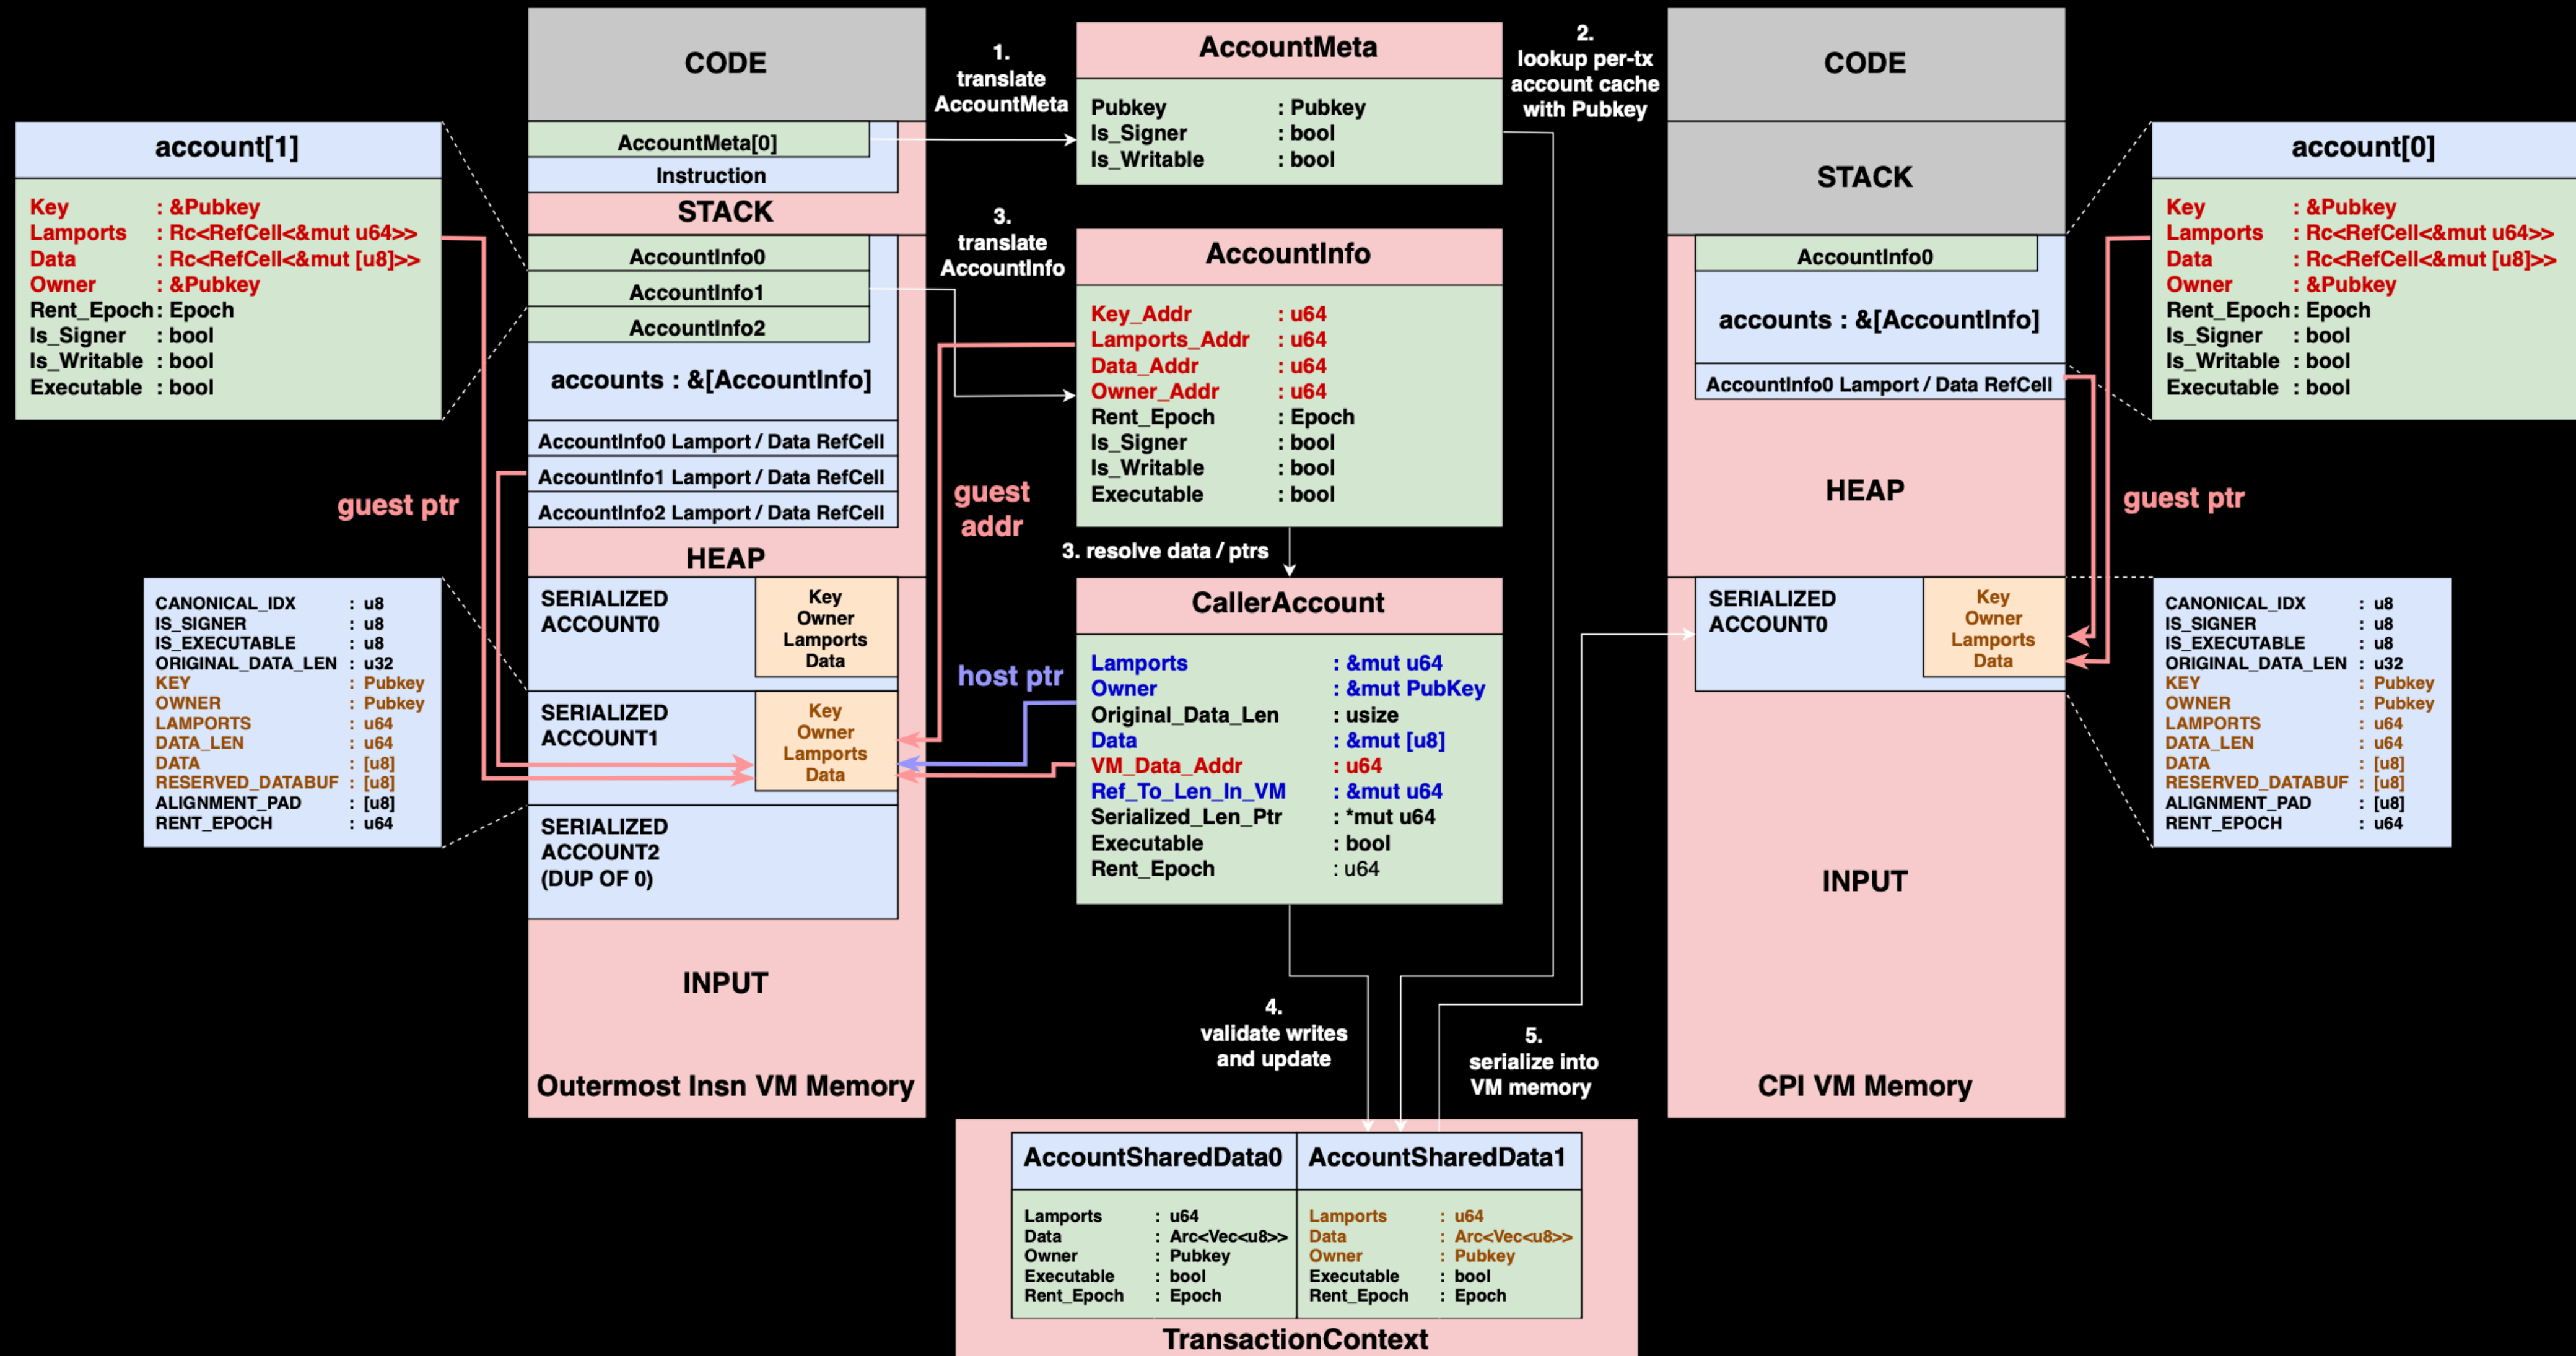 account[1]
Key : &Pubkey
Lamports : Rc<RefCell<&mut u64>>
Data : Rc<RefCell<&mut [u8]>>
Owner : &Pubkey
Rent_Epoch : Epoch
Is_Signer : bool
Is_Writable : bool
Executable : bool
guest ptr
CANONICAL_IDX : u8
IS_SIGNER : u8
IS_EXECUTABLE : u8
ORIGINAL_DATA_LEN : u32
KEY : Pubkey
OWNER : Pubkey
LAMPORTS : u64
DATA_LEN : u64
DATA : [u8]
RESERVED_DATABUF : [u8]
ALIGNMENT_PAD : [u8]
RENT_EPOCH : u64
CODE
AccountMeta[0]
Instruction
STACK
AccountInfo0
AccountInfo1
AccountInfo2
accounts : &[AccountInfo]
AccountInfo0 Lamport / Data RefCell
AccountInfo1 Lamport / Data RefCell
AccountInfo2 Lamport / Data RefCell
HEAP
SERIALIZED
ACCOUNT0
Key
Owner
Lamports
Data
SERIALIZED
ACCOUNT1
Key
Owner
Lamports
Data
SERIALIZED
ACCOUNT2
(DUP OF 0)
INPUT
Outermost Insn VM Memory
1.
translate
AccountMeta
AccountMeta
Pubkey : Pubkey
Is_Signer : bool
Is_Writable : bool
2.
lookup per-tx
account cache
with Pubkey
3.
translate
AccountInfo
AccountInfo
Key_Addr : u64
Lamports_Addr : u64
Data_Addr : u64
Owner_Addr : u64
Rent_Epoch : Epoch
Is_Signer : bool
Is_Writable : bool
Executable : bool
guest
addr
3. resolve data / ptrs
host ptr
CallerAccount
Lamports : &mut u64
Owner : &mut PubKey
Original_Data_Len : usize
Data : &mut [u8]
VM_Data_Addr : u64
Ref_To_Len_In_VM : &mut u64
Serialized_Len_Ptr : *mut u64
Executable : bool
Rent_Epoch : u64
4.
validate writes
and update
5.
serialize into
VM memory
AccountSharedData0
Lamports : u64
Data : Arc<Vec<u8>>
Owner : Pubkey
Executable : bool
Rent_Epoch : Epoch
AccountSharedData1
Lamports : u64
Data : Arc<Vec<u8>>
Owner : Pubkey
Executable : bool
Rent_Epoch : Epoch
TransactionContext
CODE
STACK
AccountInfo0
accounts : &[AccountInfo]
AccountInfo0 Lamport / Data RefCell
HEAP
SERIALIZED
ACCOUNT0
Key
Owner
Lamports
Data
INPUT
CPI VM Memory
account[0]
Key : &Pubkey
Lamports : Rc<RefCell<&mut u64>>
Data : Rc<RefCell<&mut [u8]>>
Owner : &Pubkey
Rent_Epoch : Epoch
Is_Signer : bool
Is_Writable : bool
Executable : bool
guest ptr
CANONICAL_IDX : u8
IS_SIGNER : u8
IS_EXECUTABLE : u8
ORIGINAL_DATA_LEN : u32
KEY : Pubkey
OWNER : Pubkey
LAMPORTS : u64
DATA_LEN : u64
DATA : [u8]
RESERVED_DATABUF : [u8]
ALIGNMENT_PAD : [u8]
RENT_EPOCH : u64